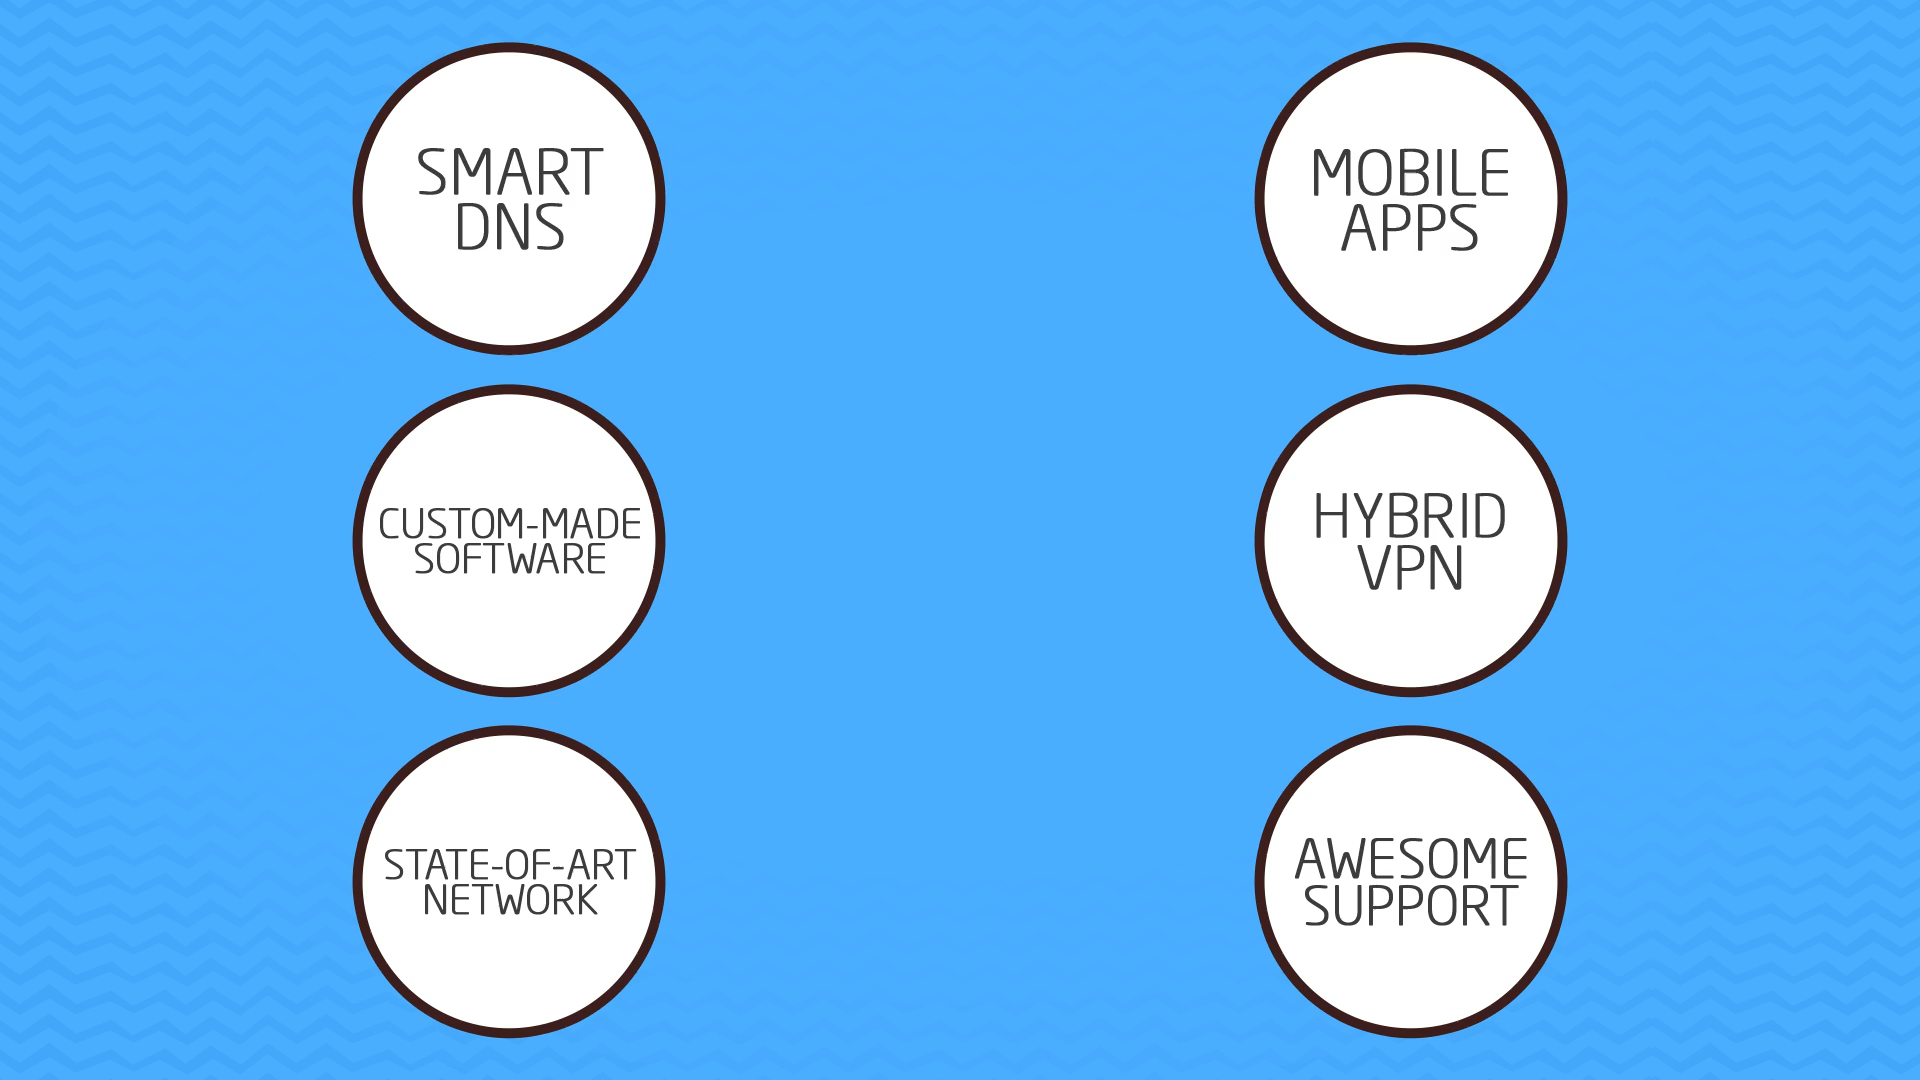 SMART
DNS
MOBILE
APPS
CUSTOM-MADE
SOFTWARE
HYBRID
VPN
STATE-OF-ART
NETWORK
AWESOME
SUPPORT